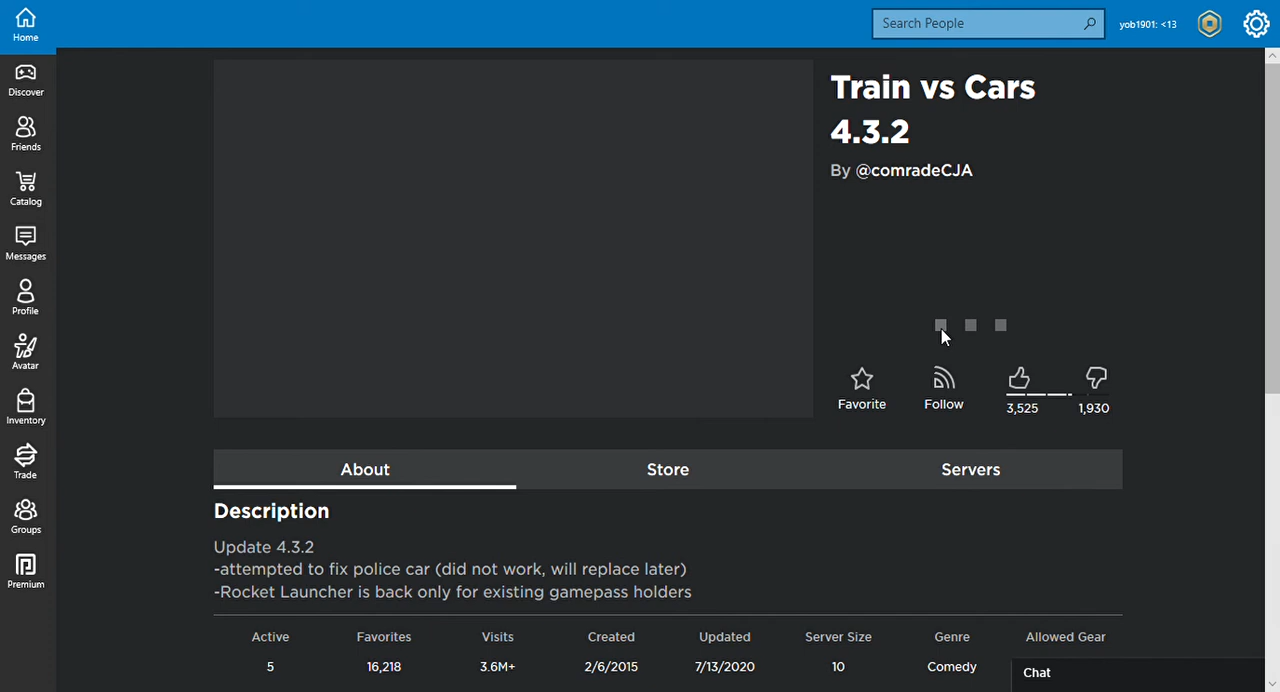 Home
Search People
yob1901: <13
Discover
Friends
Catalog
Messages
Profile
Avatar
Inventory
Trade
Groups
Premium
Train vs Cars
4.3.2
By @comradeCJA
Favorite
Follow
3,525
1,930
About
Store
Servers
Description
Update 4.3.2
-attempted to fix police car (did not work, will replace later)
-Rocket Launcher is back only for existing gamepass holders
Active
Favorites
Visits
Created
Updated
Server Size
Genre
Allowed Gear
5
16,218
3.6M+
2/6/2015
7/13/2020
10
Comedy
Chat